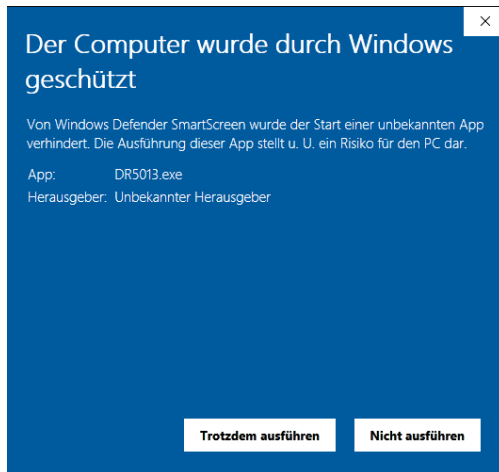 Der Computer wurde durch Windows
geschützt
Von Windows Defender SmartScreen wurde der Start einer unbekannten App
verhindert. Die Ausführung dieser App stellt u. U. ein Risiko für den PC dar.
App: DR5013.exe
Herausgeber: Unbekannter Herausgeber
Trotzdem ausführen Nicht ausführen